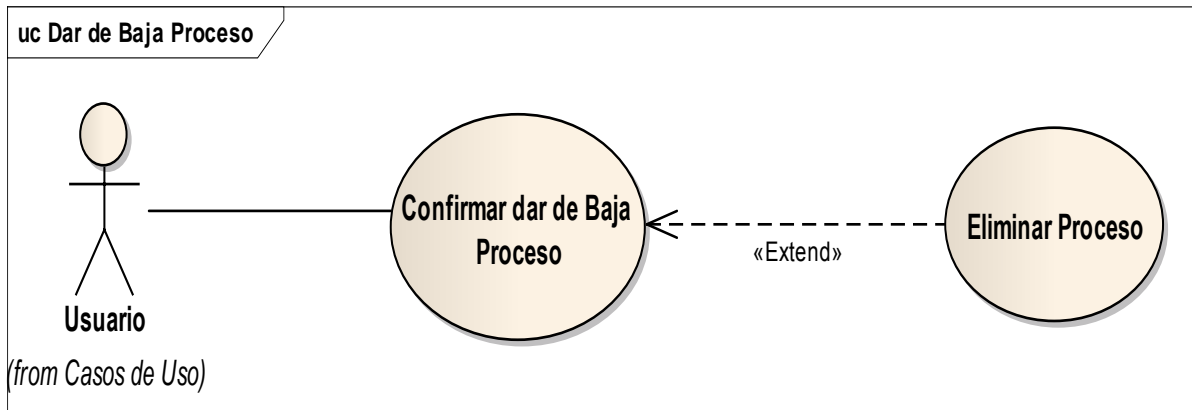 uc Dar de Baja Proceso
Confirmar dar de Baja
Proceso
«Extend»
Eliminar Proceso
Usuario
(from Casos de Uso)